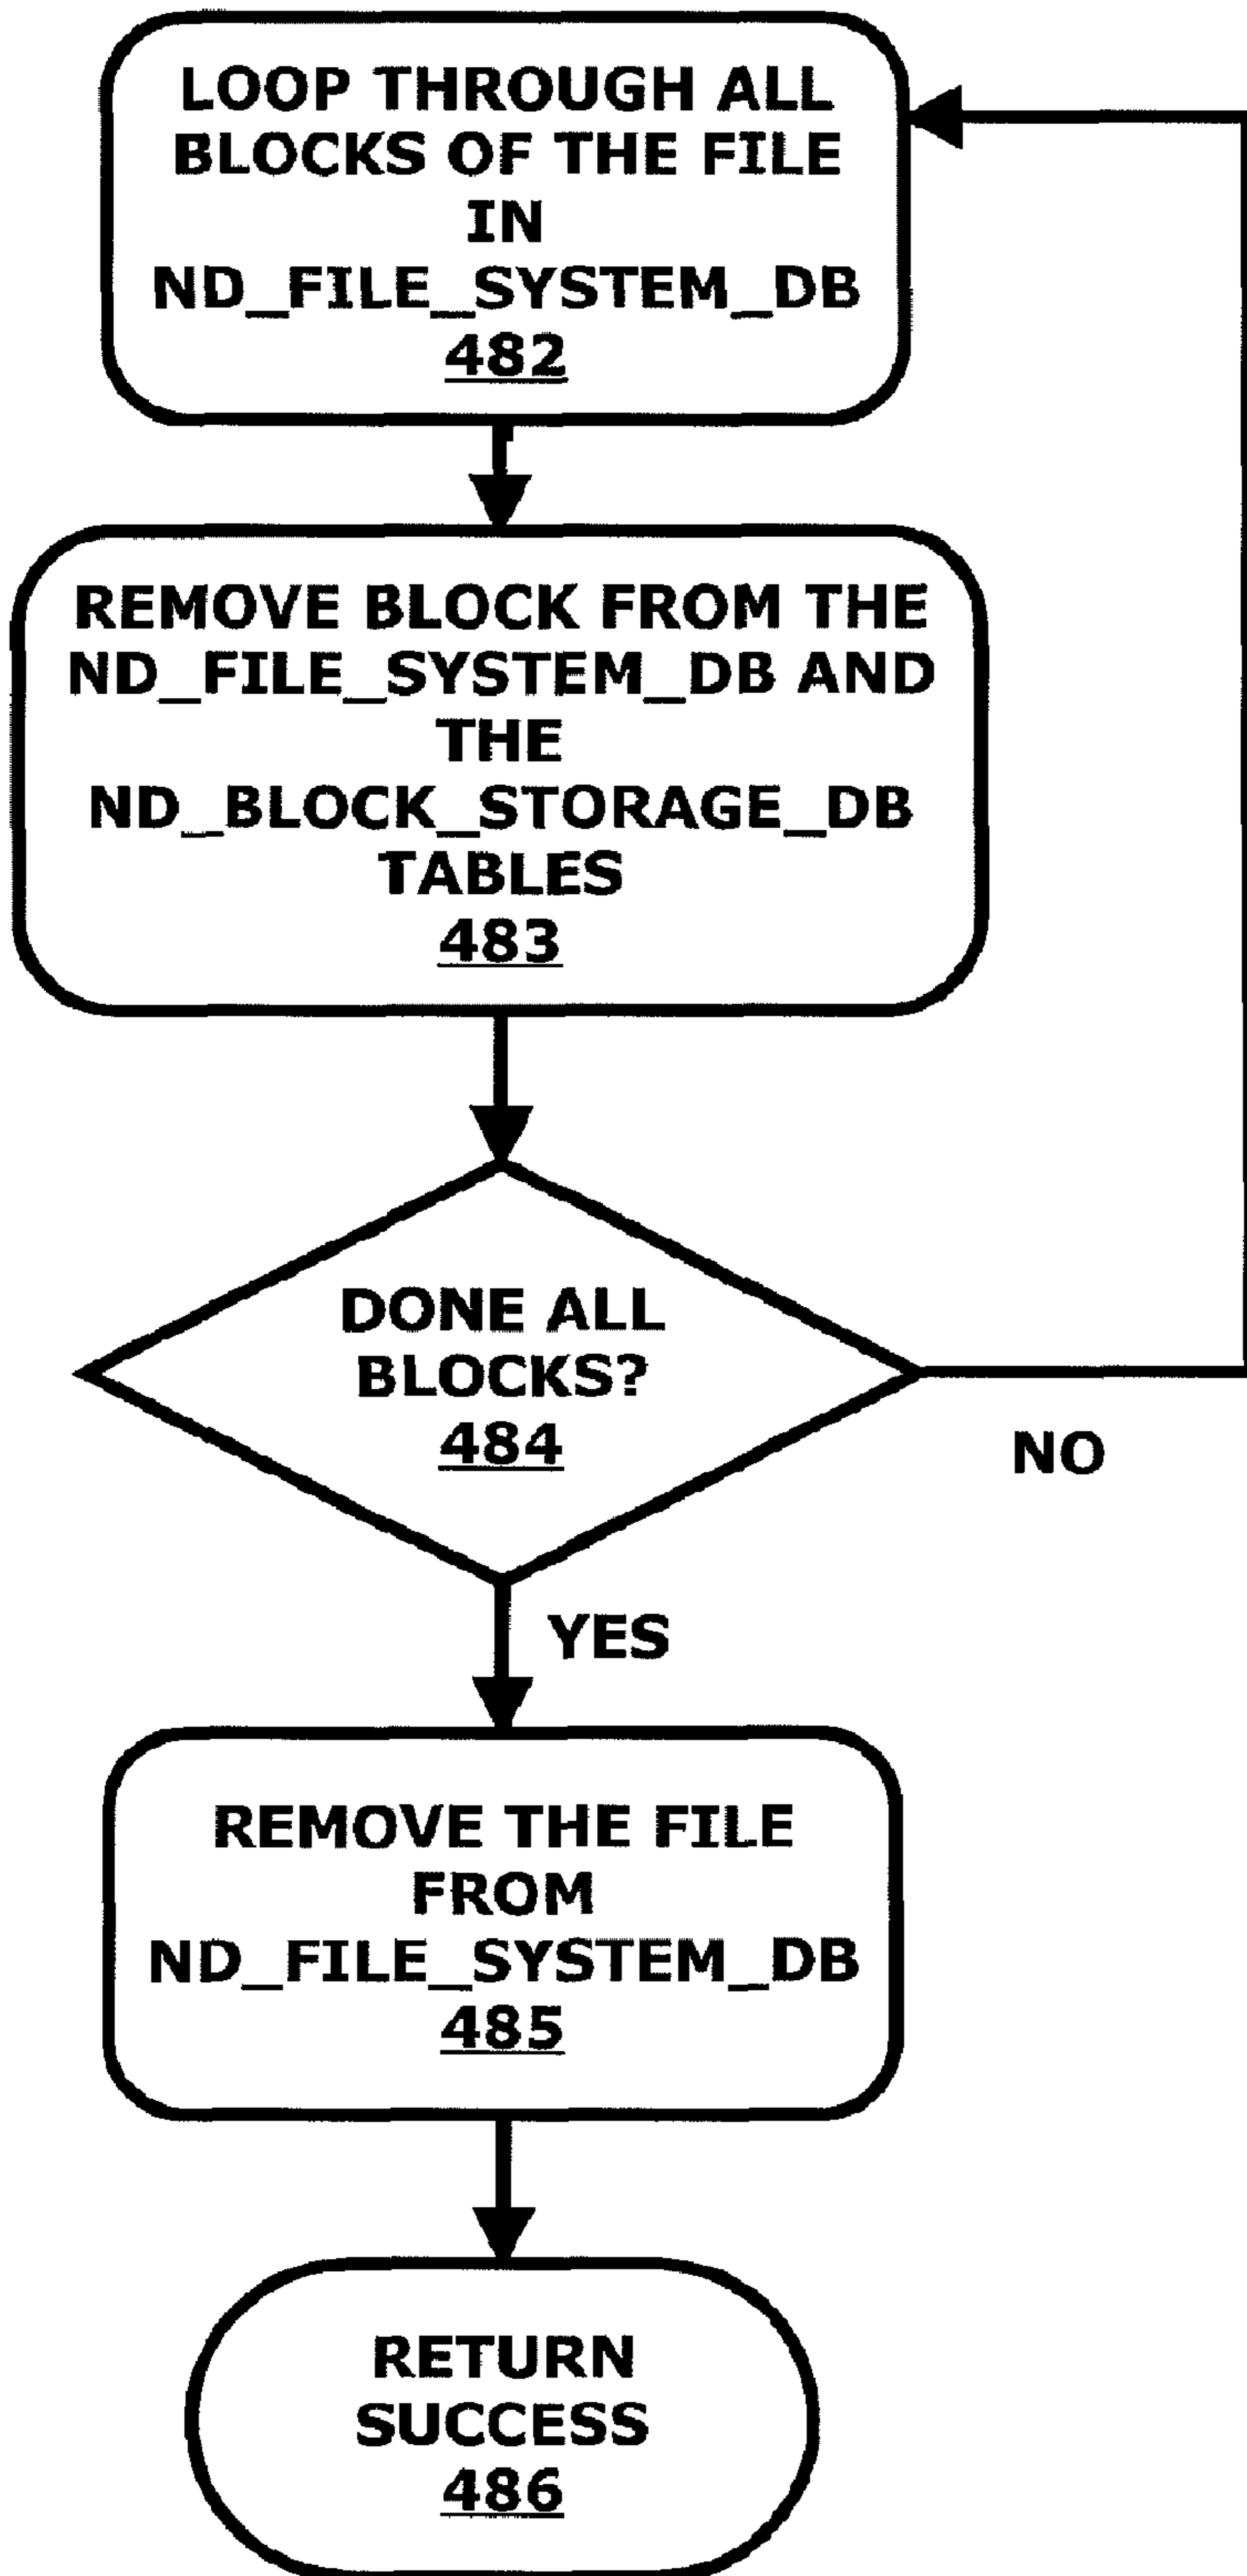 LOOP THROUGH ALL
BLOCKS OF THE FILE
IN
ND_FILE_SYSTEM_DB
482
REMOVE BLOCK FROM THE
ND_FILE_SYSTEM_DB AND
THE
ND_BLOCK_STORAGE_DB
TABLES
483
DONE ALL
BLOCKS?
484
NO
YES
REMOVE THE FILE
FROM
ND_FILE_SYSTEM_DB
485
RETURN
SUCCESS
486